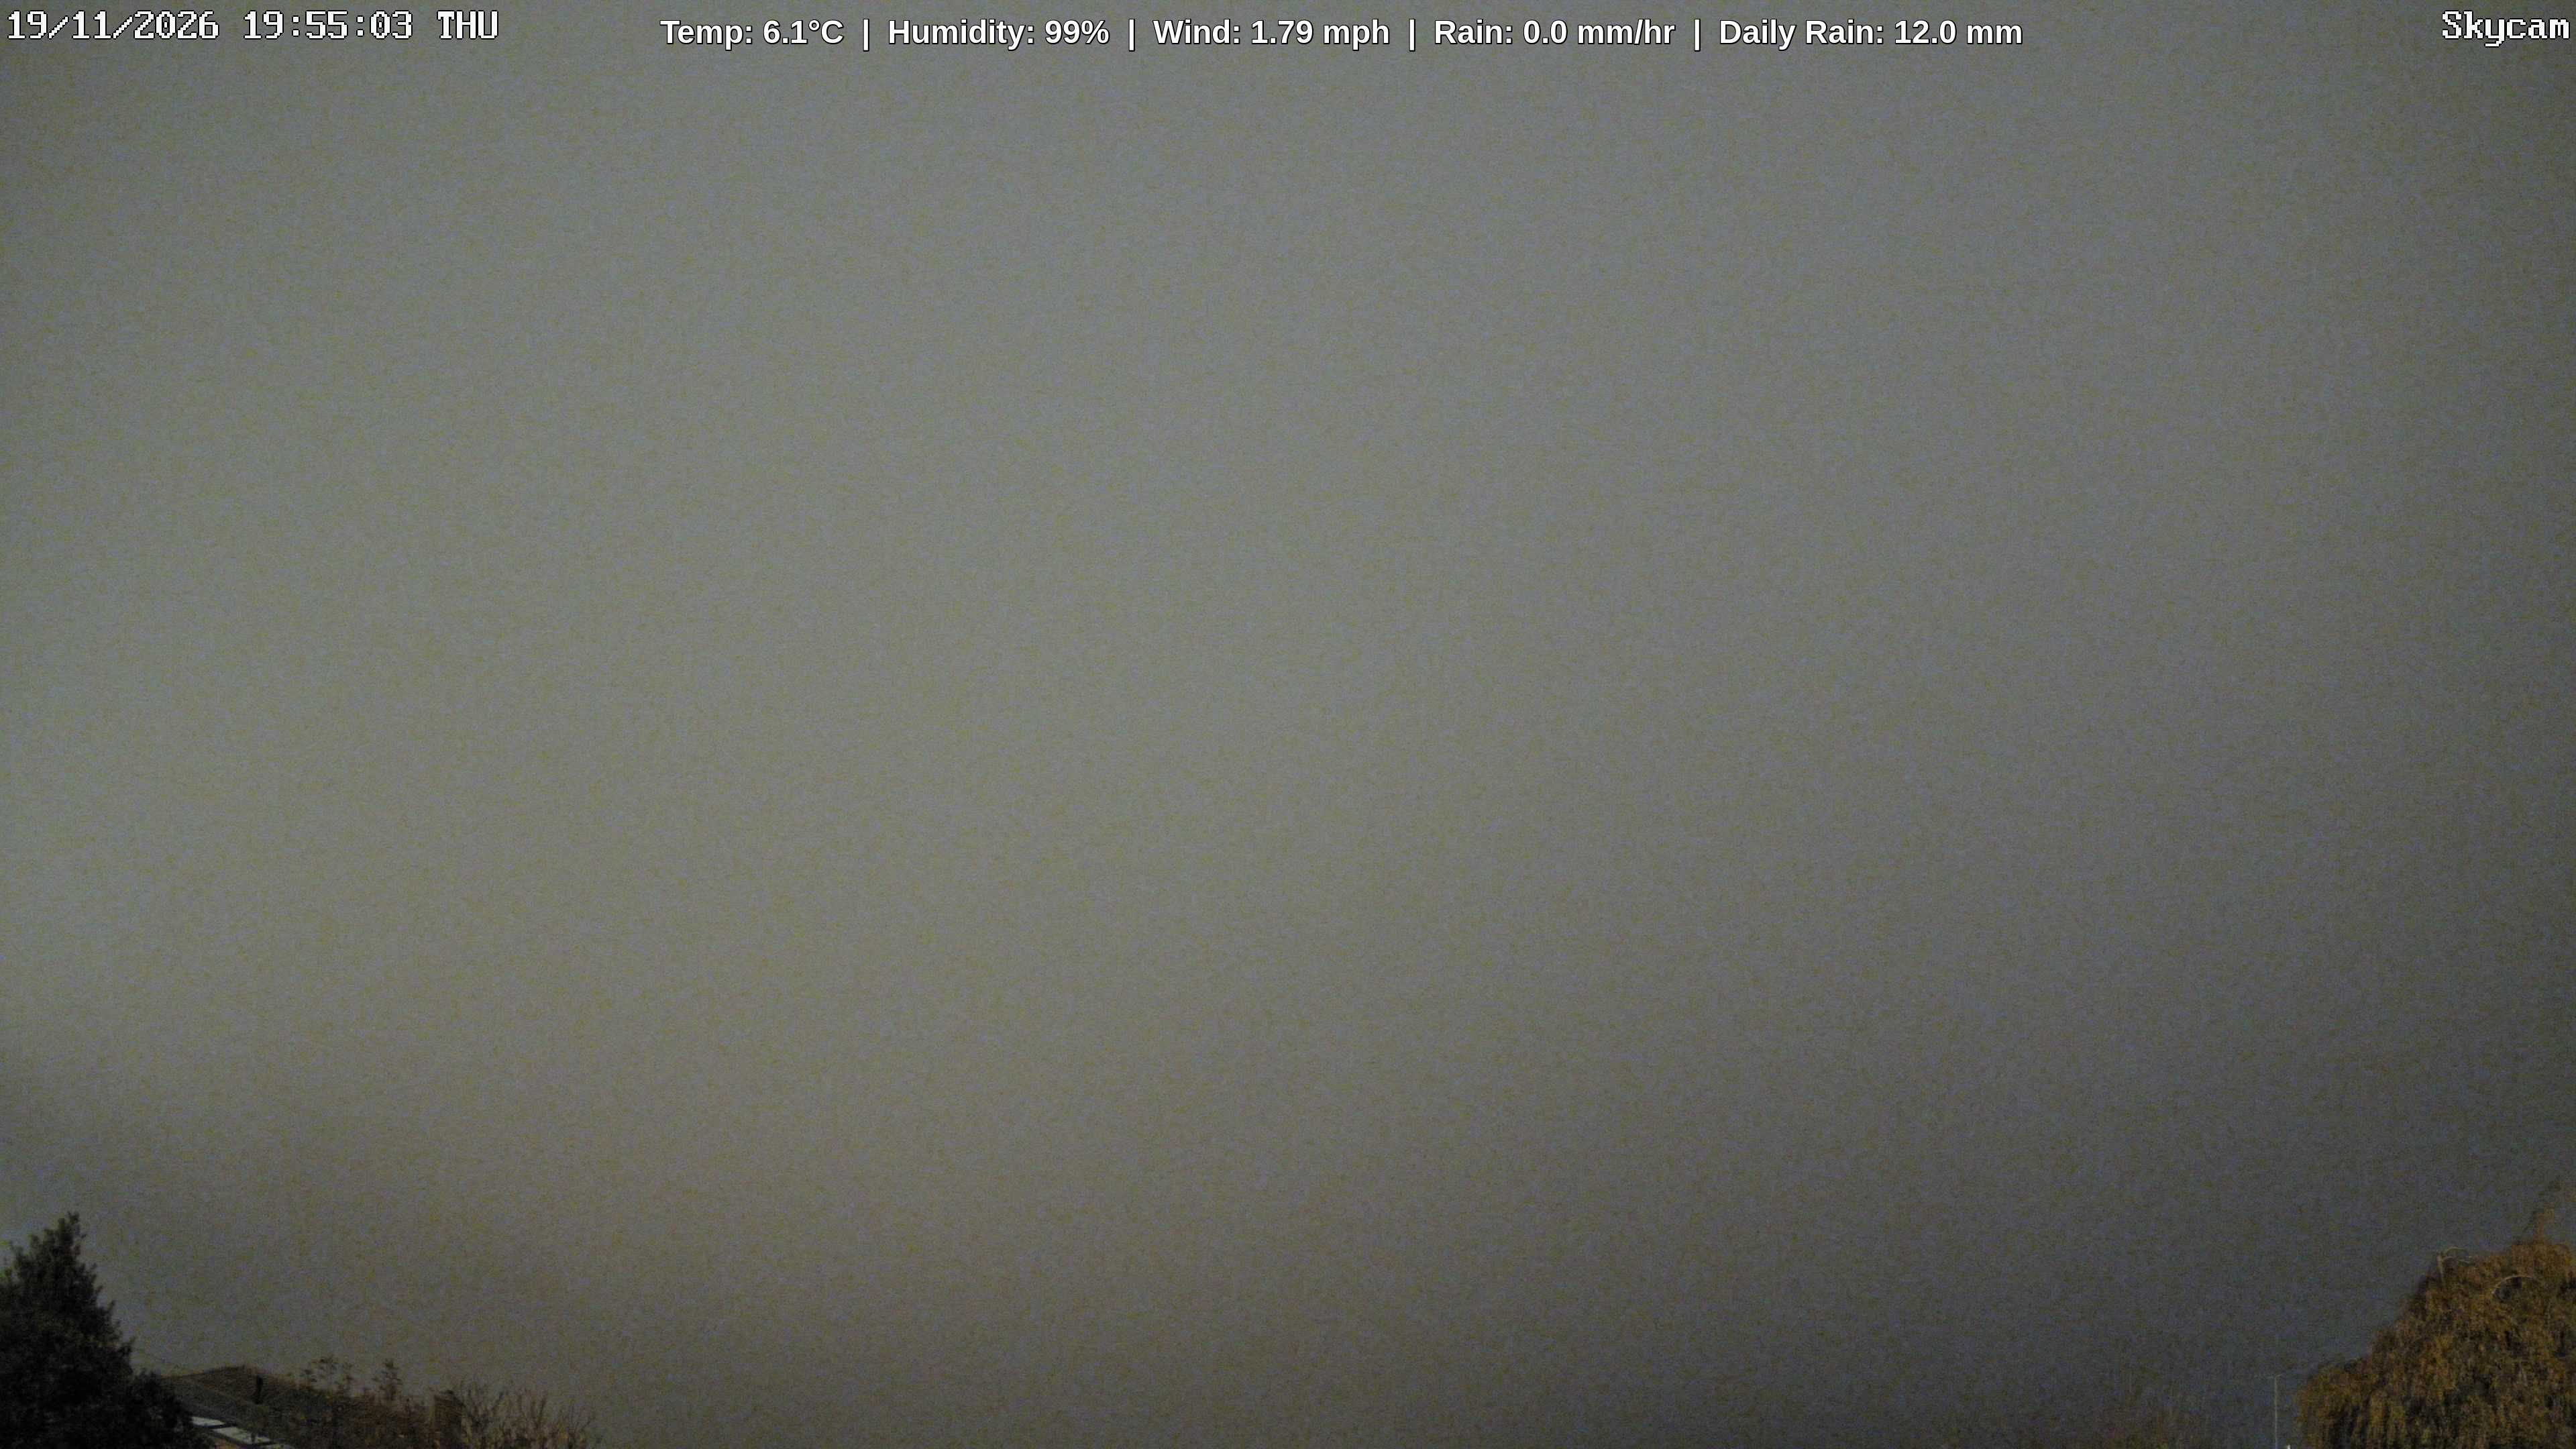 19/11/2026 19:55:03 THU
Temp: 6.1°C | Humidity: 99% | Wind: 1.79 mph | Rain: 0.0 mm/hr | Daily Rain: 12.0 mm
Skycam